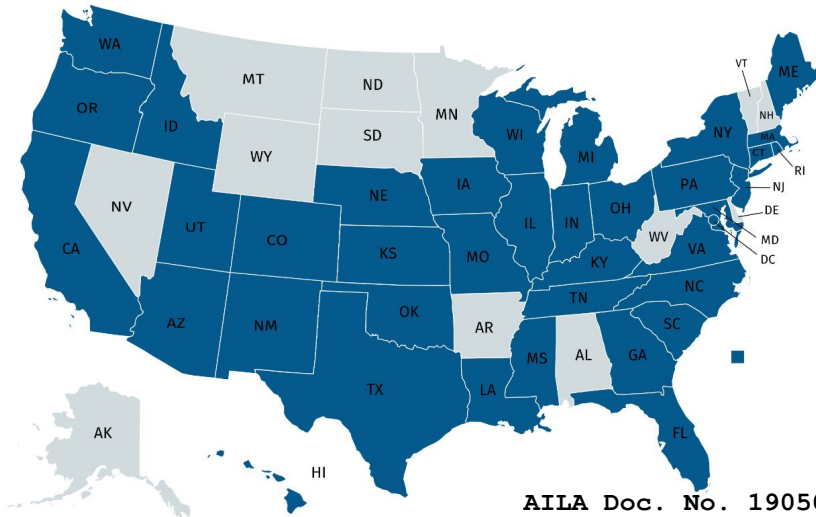 WA
MT
ND
MN
VT
ME
OR
ID
SD
WI
MI
NY
NH
MA
CT
RI
WY
IA
PA
NJ
NV
NE
IL
IN
OH
DE
CA
UT
CO
KS
MO
WV
VA
MD
DC
KY
AZ
NM
OK
AR
TN
NC
SC
MS
AL
GA
TX
LA
FL
AK
HI
AILA Doc. No. 19050